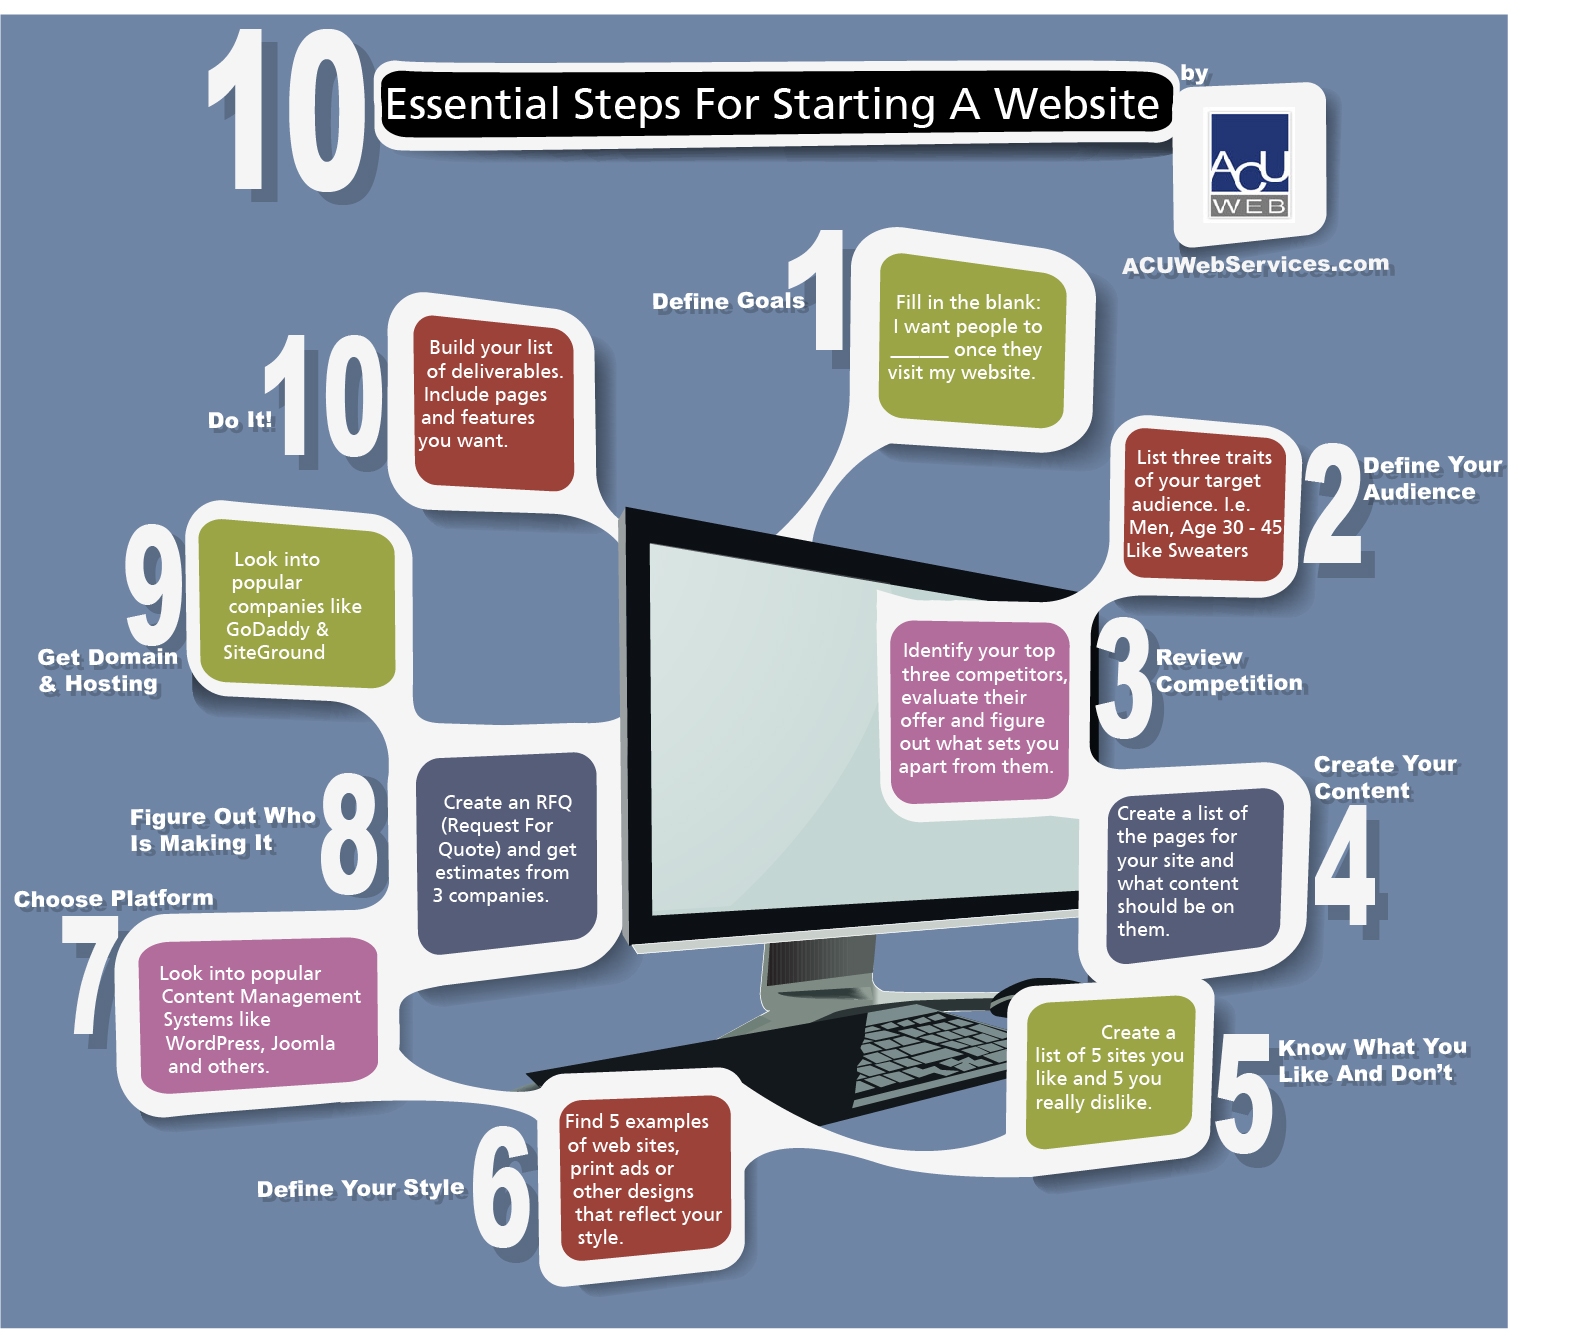 10 Essential Steps For Starting A Website
by
ACU
WEB
ACUWebServices.com
1
Define Goals
Fill in the blank:
I want people to
______ once they
visit my website.
2
Define Your
Audience
List three traits
of your target
audience. I.e.
Men, Age 30 - 45
Like Sweaters
3
Review
Competition
Identify your top
three competitors,
evaluate their
offer and figure
out what sets you
apart from them.
Create Your
Content
4
Create a list of
the pages for
your site and
what content
should be on
them.
5
Know What You
Like And Don't
Create a
list of 5 sites you
like and 5 you
really dislike.
6
Define Your Style
Find 5 examples
of web sites,
print ads or
other designs
that reflect your
style.
Choose Platform
7
Look into popular
Content Management
Systems like
WordPress, Joomla
and others.
8
Figure Out Who
Is Making It
Create an RFQ
(Request For
Quote) and get
estimates from
3 companies.
9
Get Domain
& Hosting
Look into
popular
companies like
GoDaddy &
SiteGround
10
Do It!
Build your list
of deliverables.
Include pages
and features
you want.